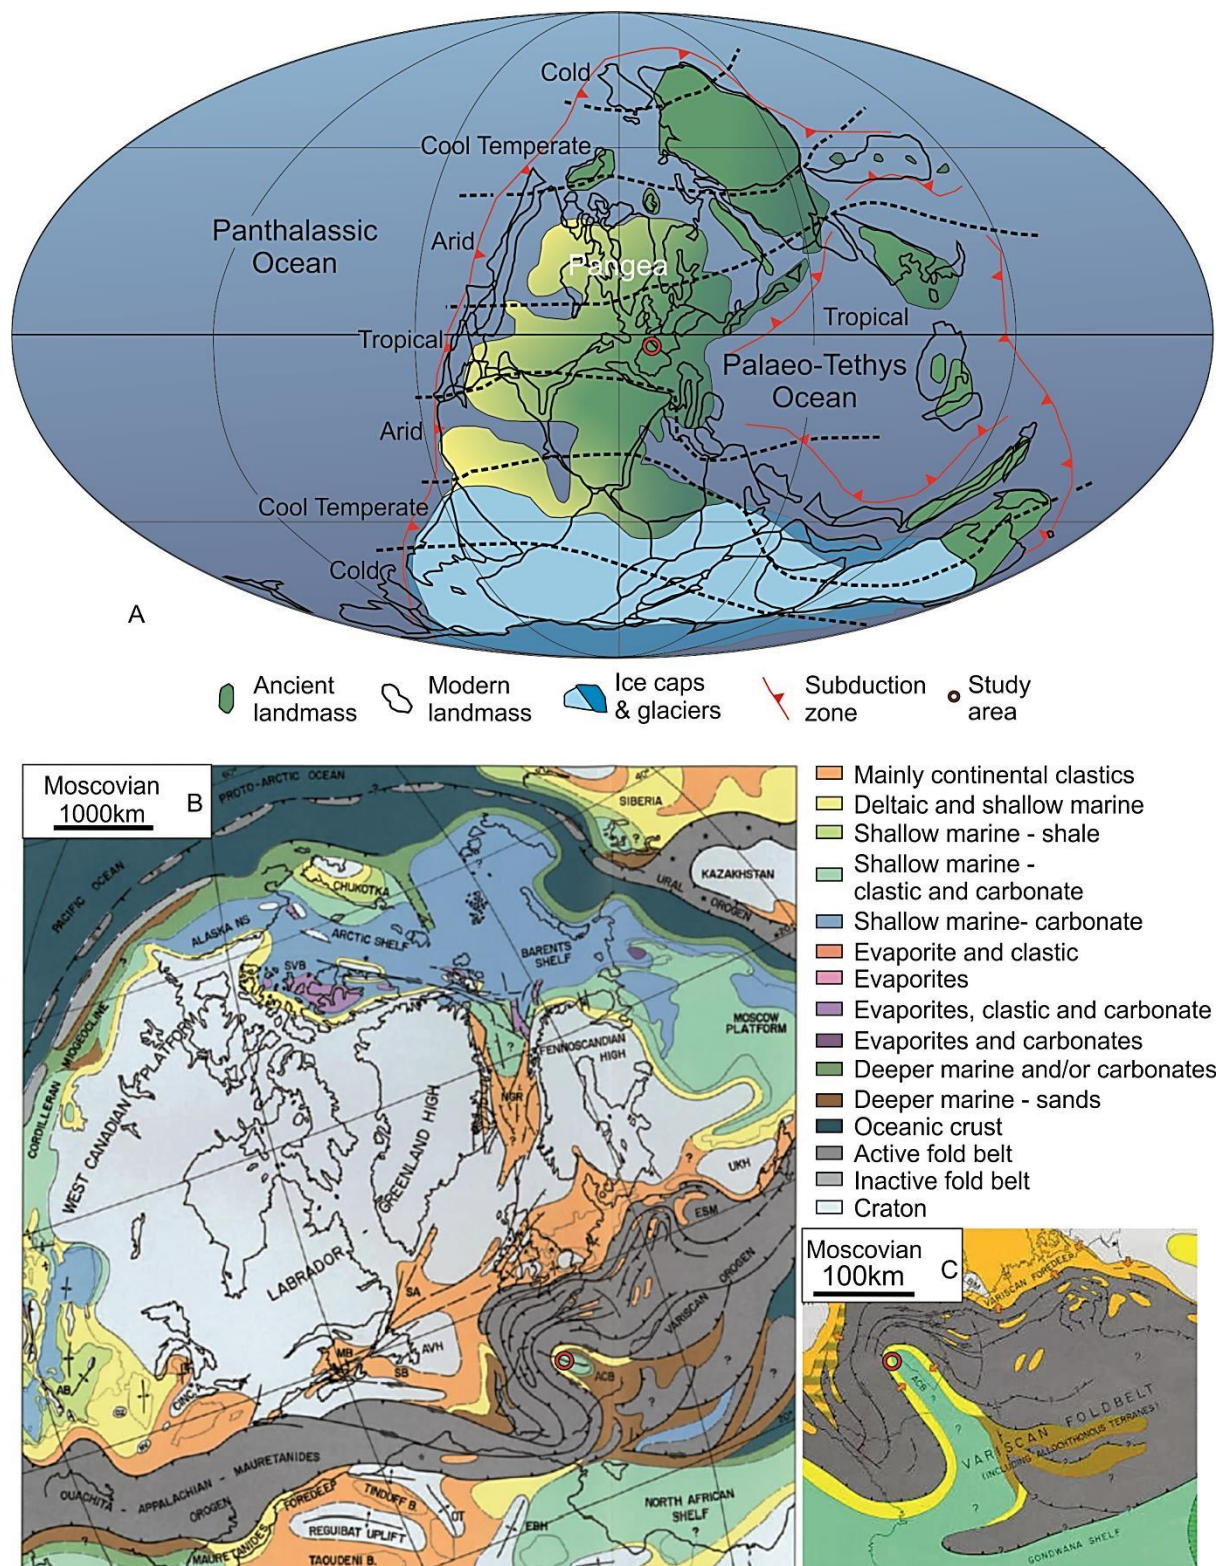 Cold
Cool Temperate
Panthalassic
Ocean
Arid
Pangea
Tropical
Tropical
Palaeo-Tethys
Ocean
Arid
Cool Temperate
Cold
A
Ancient
landmass
Modern
landmass
Ice caps
& glaciers
Subduction
zone
Study
area
Moscovian
1000km
B
PROTO-ARCTIC OCEAN
SIBERIA
PACIFIC OCEAN
CHUKOTKA
URAL
OROGEN
KAZAKHSTAN
ALASKA NS
ARCTIC SHELF
BARENTS
SHELF
SVB
MOSCOW
PLATFORM
CORDILLERAN
MIOGEOCLINE
WEST CANADIAN
PLATFORM
FENNOSCANDIAN
HIGH
NGR
GREENLAND HIGH
UKH
ESM
LABRADOR
SA
VARISCAN
OROGEN
MB
AVH
SB
ACB
AB
CINC A
OUACHITA - APPALACHIAN - MAURETANIDES
OROGEN
MAURETANIDES
FOREDEEP
TINDUFF B.
OT
REGUIBAT UPLIFT
TAOUDENI B.
EBH
NORTH AFRICAN
SHELF
?
Mainly continental clastics
Deltaic and shallow marine
Shallow marine - shale
Shallow marine -
clastic and carbonate
Shallow marine- carbonate
Evaporite and clastic
Evaporites
Evaporites, clastic and carbonate
Evaporites and carbonates
Deeper marine and/or carbonates
Deeper marine - sands
Oceanic crust
Active fold belt
Inactive fold belt
Craton
Moscovian
100km
C
VARISCAN FOREDEEP
ACB
VARISCAN FOLDBELT
(INCLUDING ALLOCHTHONOUS TERRANES)
GONDWANA SHELF